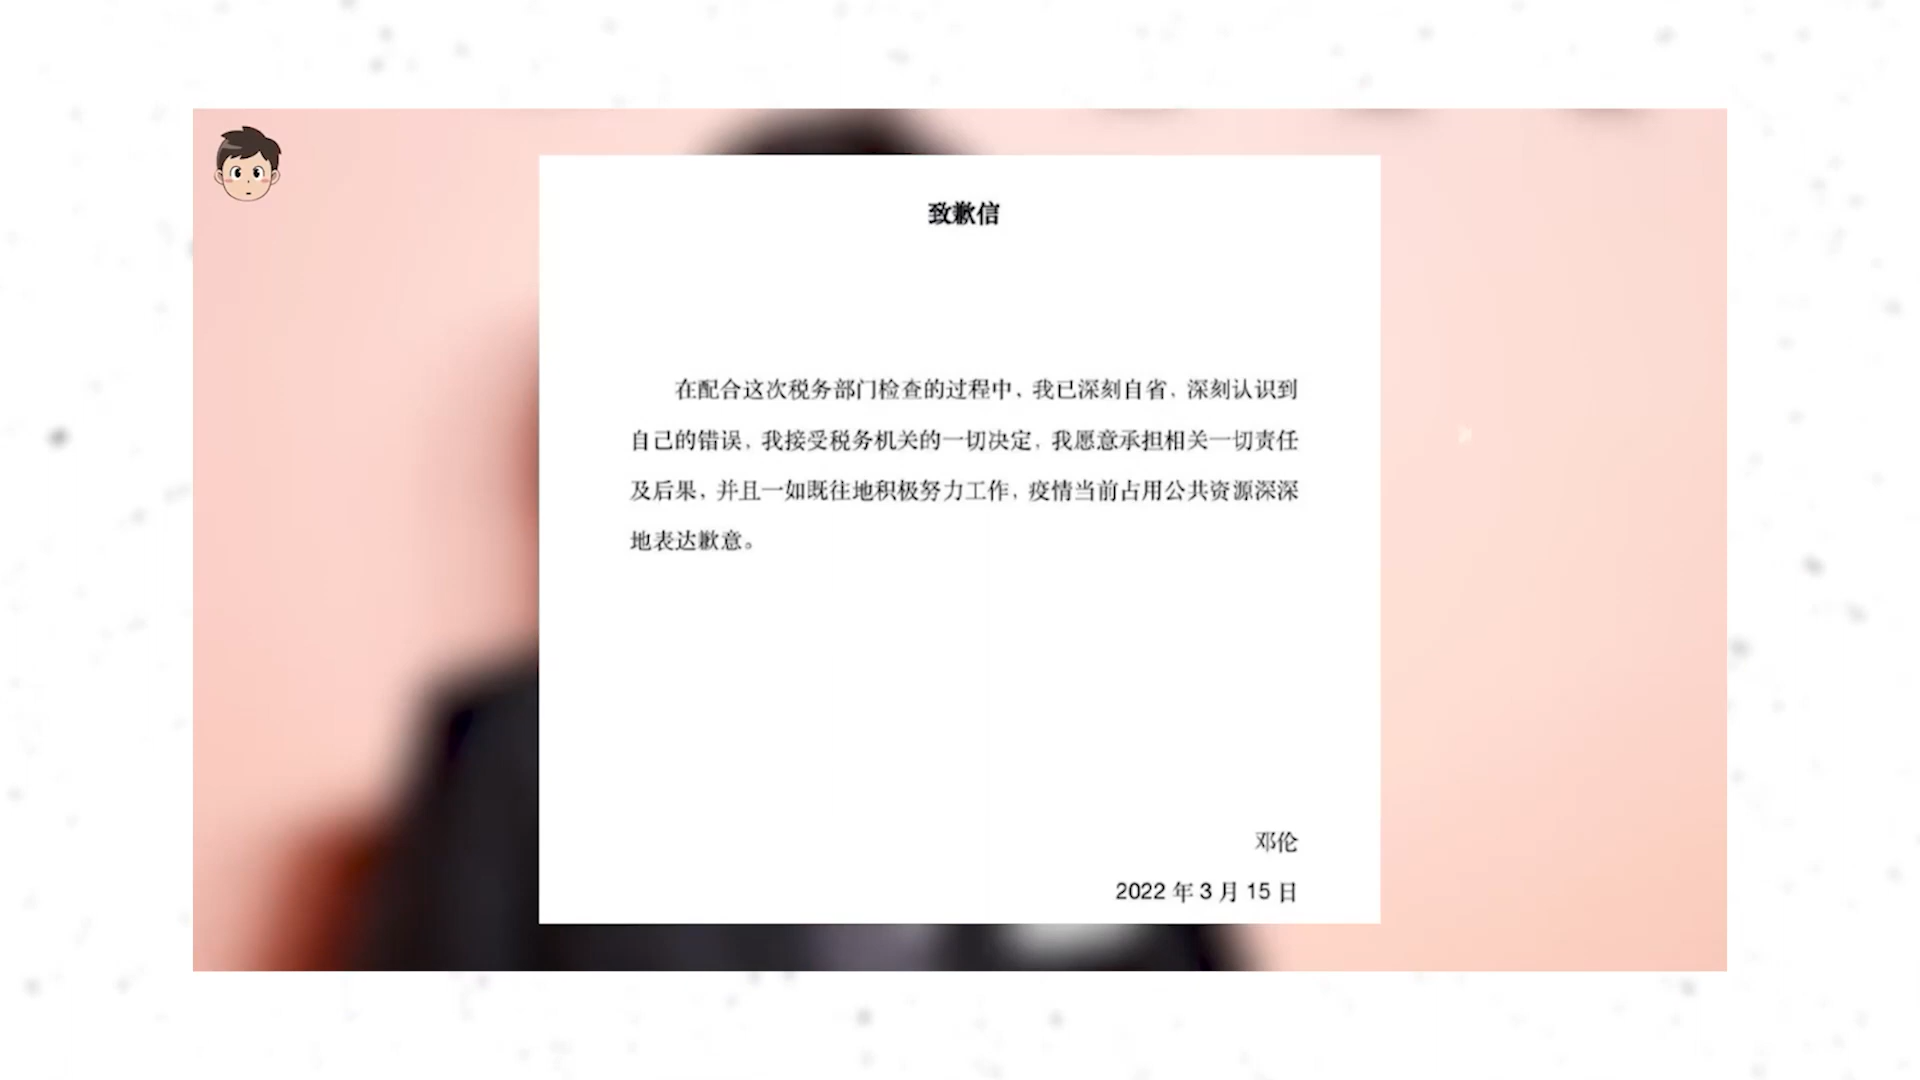 致歉信
在配合这次税务部门检查的过程中，我已深刻自省，深刻认识到
自己的错误，我接受税务机关的一切决定，我愿意承担相关一切责任
及后果，并且一如既往地积极努力工作，疫情当前占用公共资源深深
地表达歉意。
邓伦
2022 年 3 月 15 日